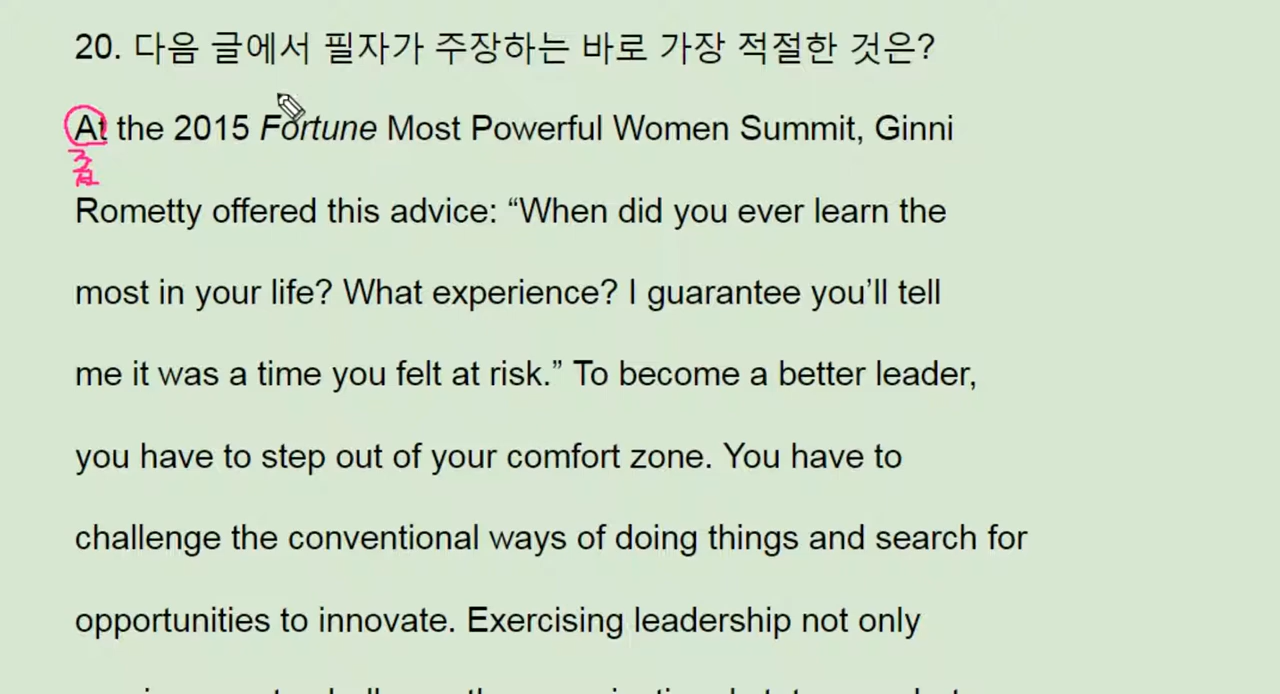 20. 다음 글에서 필자가 주장하는 바로 가장 적절한 것은?
At the 2015 Fortune Most Powerful Women Summit, Ginni
점
Rometty offered this advice: “When did you ever learn the
most in your life? What experience? I guarantee you’ll tell
me it was a time you felt at risk.” To become a better leader,
you have to step out of your comfort zone. You have to
challenge the conventional ways of doing things and search for
opportunities to innovate. Exercising leadership not only